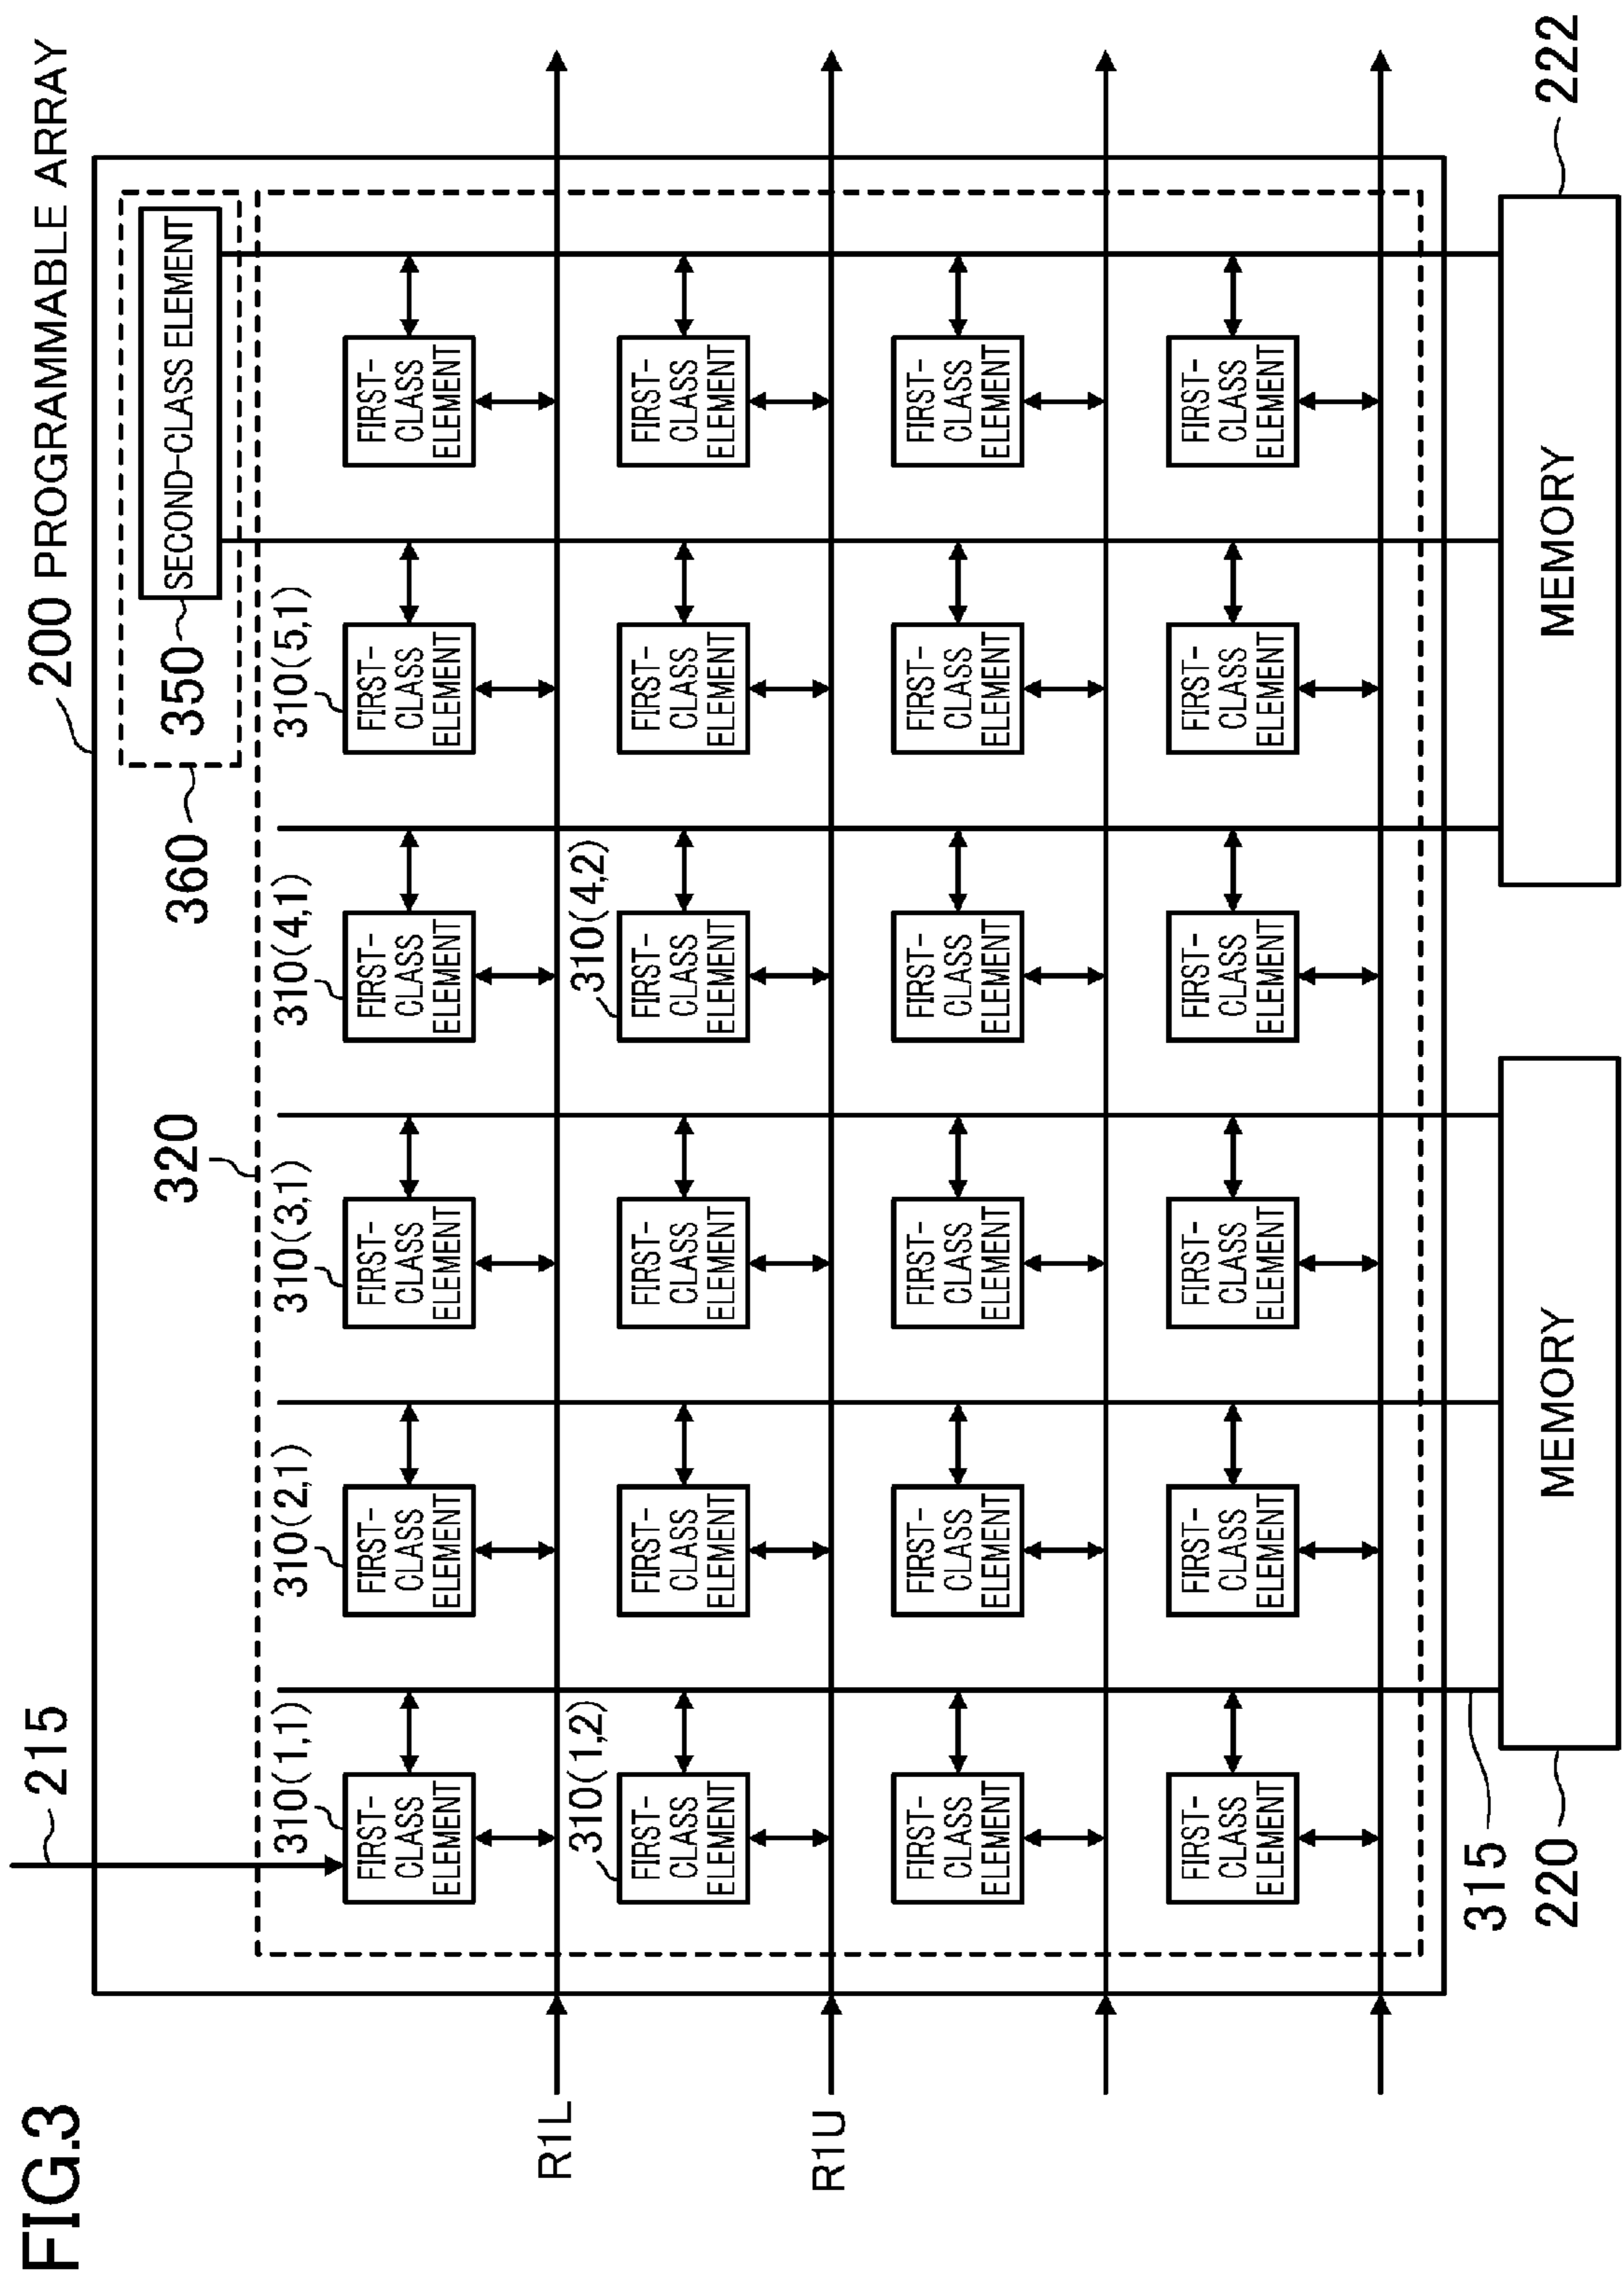 FIG.3
215
200 PROGRAMMABLE ARRAY
320
360
350
SECOND-CLASS ELEMENT
310(1,1)
310(2,1)
310(3,1)
310(4,1)
310(5,1)
FIRST-
CLASS
ELEMENT
FIRST-
CLASS
ELEMENT
FIRST-
CLASS
ELEMENT
FIRST-
CLASS
ELEMENT
FIRST-
CLASS
ELEMENT
FIRST-
CLASS
ELEMENT
R1L
310(1,2)
310(4,2)
FIRST-
CLASS
ELEMENT
FIRST-
CLASS
ELEMENT
FIRST-
CLASS
ELEMENT
FIRST-
CLASS
ELEMENT
FIRST-
CLASS
ELEMENT
FIRST-
CLASS
ELEMENT
R1U
FIRST-
CLASS
ELEMENT
FIRST-
CLASS
ELEMENT
FIRST-
CLASS
ELEMENT
FIRST-
CLASS
ELEMENT
FIRST-
CLASS
ELEMENT
FIRST-
CLASS
ELEMENT
FIRST-
CLASS
ELEMENT
FIRST-
CLASS
ELEMENT
FIRST-
CLASS
ELEMENT
FIRST-
CLASS
ELEMENT
FIRST-
CLASS
ELEMENT
FIRST-
CLASS
ELEMENT
315
220
MEMORY
MEMORY
222